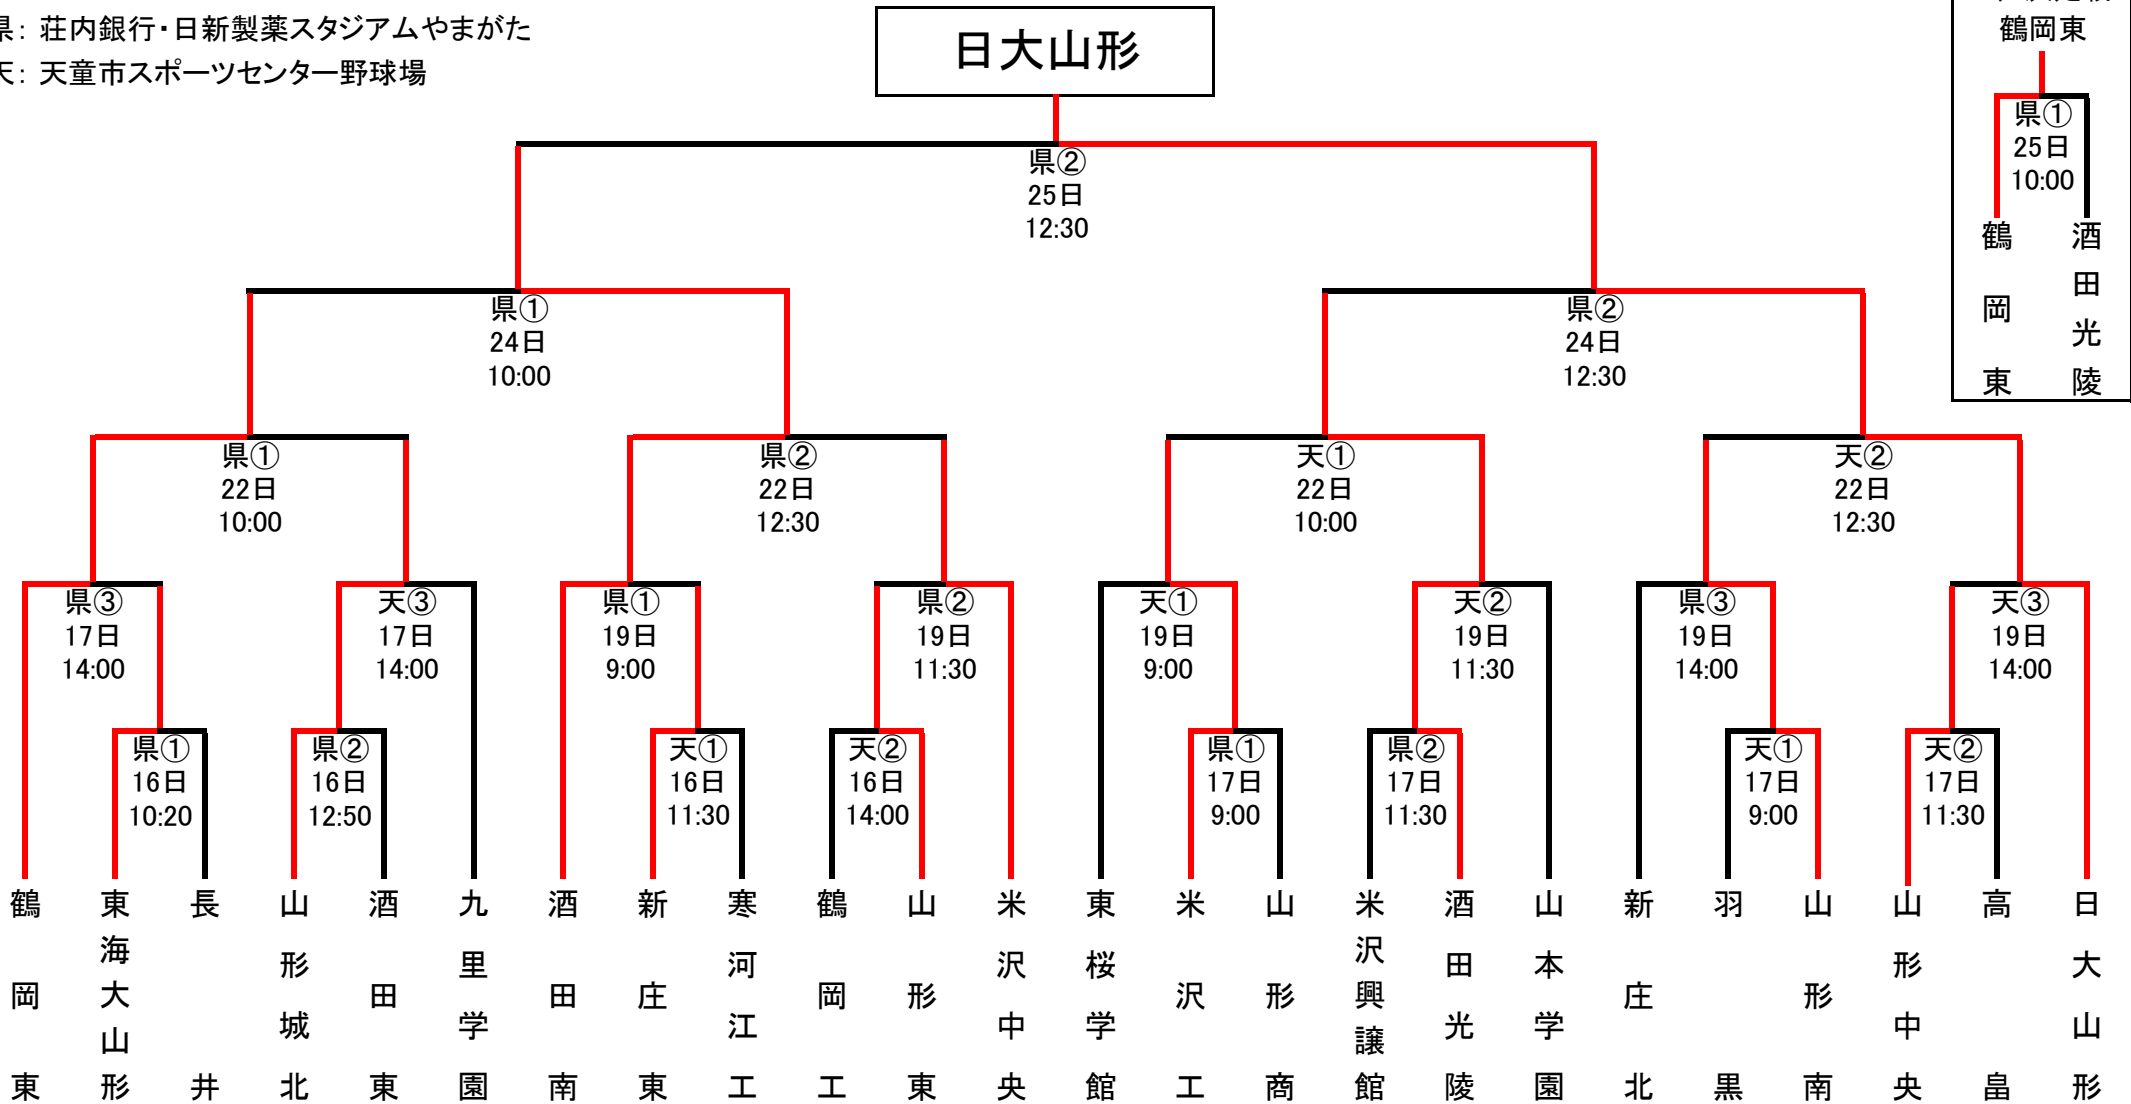 県: 荘内銀行・日新製薬スタジアムやまがた
天: 天童市スポーツセンター野球場
日大山形
鶴岡東
県①
25日
10:00
鶴岡東
酒田光陵
県②
25日
12:30
県①
24日
10:00
県②
24日
12:30
県①
22日
10:00
県②
22日
12:30
天①
22日
10:00
天②
22日
12:30
県③
17日
14:00
天③
17日
14:00
県①
19日
9:00
県②
19日
11:30
天①
19日
9:00
天②
19日
11:30
県③
19日
14:00
天③
19日
14:00
県①
16日
10:20
県②
16日
12:50
天①
16日
11:30
天②
16日
14:00
県①
17日
9:00
県②
17日
11:30
天①
17日
9:00
天②
17日
11:30
鶴岡東
東海大山形
長井
山形城北
酒田東
九里学園
酒田南
新庄東
寒河江工
鶴岡工
山形東
米沢中央
東桜学館
米沢工
山形商
米沢興譲館
酒田光陵
山本学園
新庄北
羽黒
山形南
山形中央
高畠
日大山形